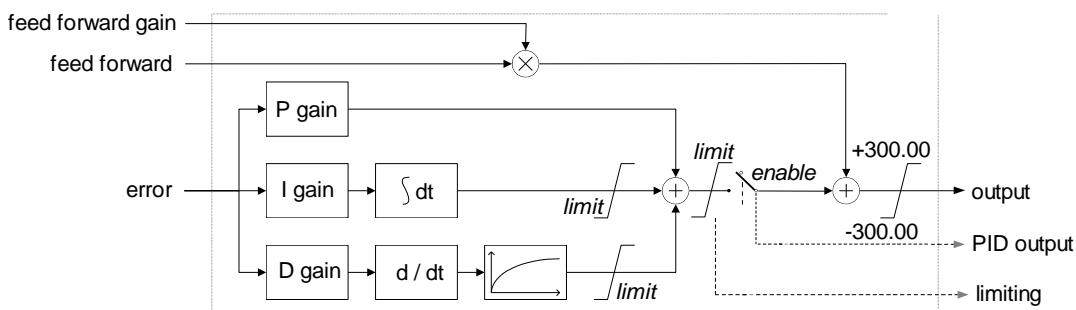 feed forward gain
feed forward
P gain
limit
+300.00
enable
error
I gain
∫ dt
limit
output
-300.00
PID output
D gain
d / dt
limit
limiting